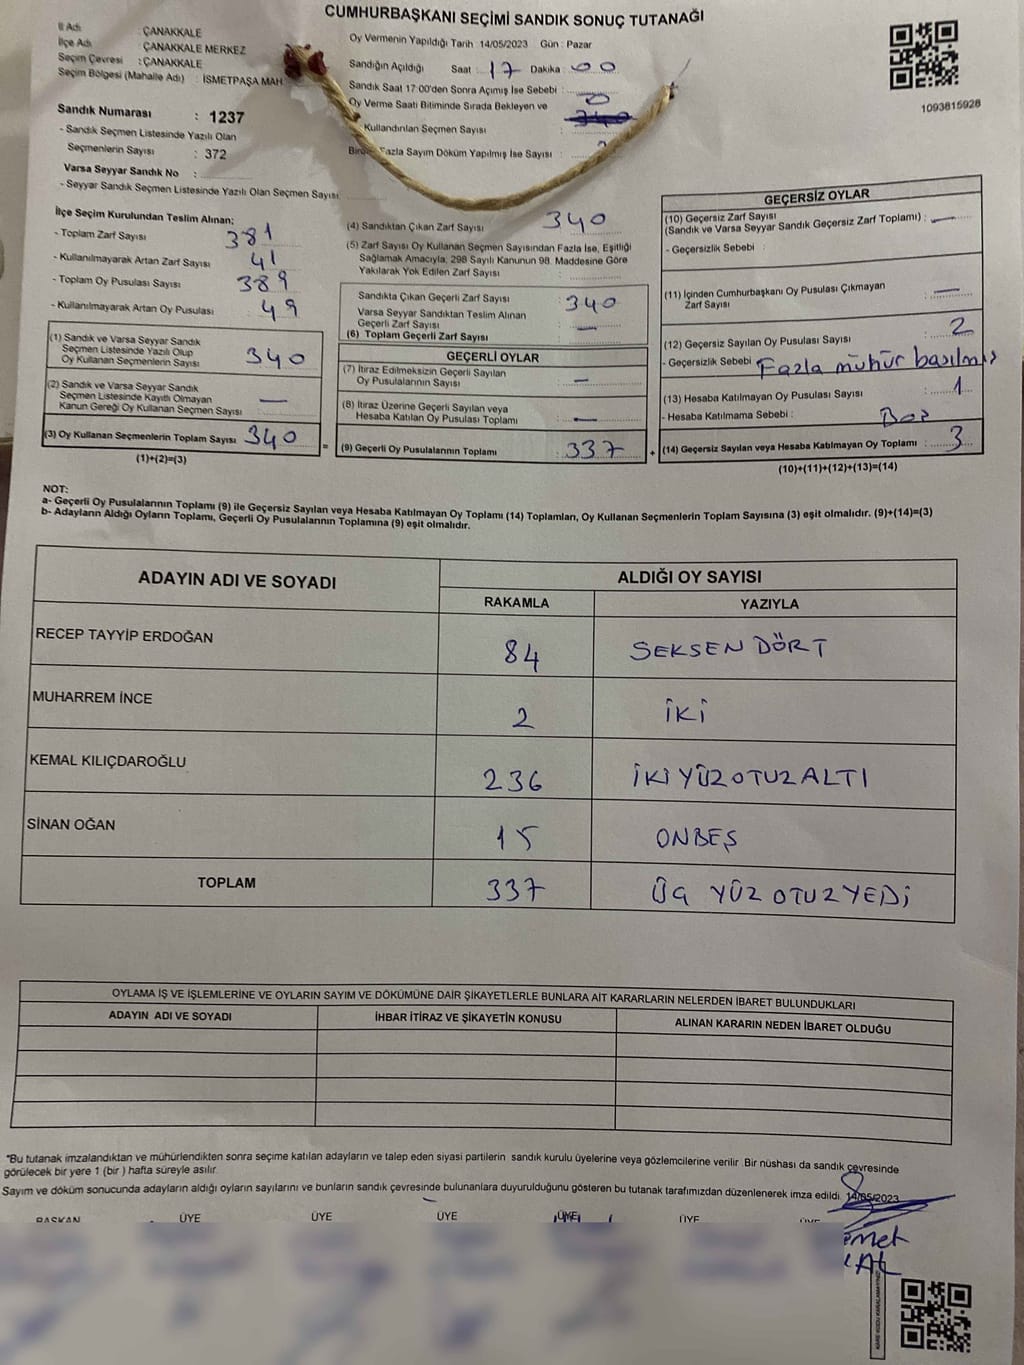 CUMHURBAŞKANI SEÇİMİ SANDIK SONUÇ TUTANAĞI
İl Adı : ÇANAKKALE
İlçe Adı : ÇANAKKALE MERKEZ
Seçim Çevresi : ÇANAKKALE
Seçim Bölgesi (Mahalle Adı) : İSMETPAŞA MAH
Sandık Numarası : 1237
- Sandık Seçmen Listesinde Yazılı Olan
Seçmenlerin Sayısı : 372
Varsa Seyyar Sandık No :
- Seyyar Sandık Seçmen Listesinde Yazılı Olan Seçmen Sayısı
Oy Vermenin Yapıldığı Tarih 14/05/2023 Gün : Pazar
Sandığın Açıldığı Saat : 17 Dakika : 00
Sandık Saat 17:00'den Sonra Açımış İse Sebebi :
Oy Verme Saati Bitiminde Sırada Bekleyen ve 0
Kullandırılan Seçmen Sayısı : 340
Fazla Sayım Döküm Yapılmış İse Sayısı :
1093815928
İlçe Seçim Kurulundan Teslim Alınan;
- Toplam Zarf Sayısı 381
- Kullanılmayarak Artan Zarf Sayısı 41
- Toplam Oy Pusulası Sayısı 389
- Kullanılmayarak Artan Oy Pusulası 49
(1) Sandık ve Varsa Seyyar Sandık
Seçmen Listesinde Yazılı Olup
Oy Kullanan Seçmenlerin Sayısı 340
(2) Sandık ve Varsa Seyyar Sandık
Seçmen Listesinde Kayıtlı Olmayan
Kanun Gereği Oy Kullanan Seçmen Sayısı : —
(3) Oy Kullanan Seçmenlerin Toplam Sayısı 340 =
(1)+(2)=(3)
(4) Sandıktan Çıkan Zarf Sayısı 340
(5) Zarf Sayısı Oy Kullanan Seçmen Sayısından Fazla İse, Eşitliği
Sağlamak Amacıyla; 298 Sayılı Kanunun 98. Maddesine Göre
Yakılarak Yok Edilen Zarf Sayısı :
Sandıkta Çıkan Geçerli Zarf Sayısı : 340
Varsa Seyyar Sandıktan Teslim Alınan
Geçerli Zarf Sayısı : —
(6) Toplam Geçerli Zarf Sayısı
GEÇERLİ OYLAR
(7) İtiraz Edilmeksizin Geçerli Sayılan
Oy Pusulalarının Sayısı : —
(8) İtiraz Üzerine Geçerli Sayılan veya
Hesaba Katılan Oy Pusulası Toplamı : —
(9) Geçerli Oy Pusulalarının Toplamı : 337 +
GEÇERSİZ OYLAR
(10) Geçersiz Zarf Sayısı
(Sandık ve Varsa Seyyar Sandık Geçersiz Zarf Toplamı) : —
- Geçersizlik Sebebi :
(11) İçinden Cumhurbaşkanı Oy Pusulası Çıkmayan
Zarf Sayısı : —
(12) Geçersiz Sayılan Oy Pusulası Sayısı : 2
- Geçersizlik Sebebi : Fazla mühür basılmış
(13) Hesaba Katılmayan Oy Pusulası Sayısı : 1
- Hesaba Katılmama Sebebi : Boş
(14) Geçersiz Sayılan veya Hesaba Katılmayan Oy Toplamı : 3
(10)+(11)+(12)+(13)=(14)
NOT:
a- Geçerli Oy Pusulalarının Toplamı (9) ile Geçersiz Sayılan veya Hesaba Katılmayan Oy Toplamı (14) Toplamları, Oy Kullanan Seçmenlerin Toplam Sayısına (3) eşit olmalıdır. (9)+(14)=(3)
b- Adayların Aldığı Oyların Toplamı, Geçerli Oy Pusulalarının Toplamına (9) eşit olmalıdır.
ADAYIN ADI VE SOYADI ALDIĞI OY SAYISI
RAKAMLA YAZIYLA
RECEP TAYYİP ERDOĞAN 84 SEKSEN DÖRT
MUHARREM İNCE 2 İKİ
KEMAL KILIÇDAROĞLU 236 İKİ YÜZ OTUZ ALTI
SİNAN OĞAN 15 ONBEŞ
TOPLAM 337 ÜÇ YÜZ OTUZ YEDİ
OYLAMA İŞ VE İŞLEMLERİNE VE OYLARIN SAYIM VE DÖKÜMÜNE DAİR ŞİKAYETLERLE BUNLARA AİT KARARLARIN NELERDEN İBARET BULUNDUKLARI
ADAYIN ADI VE SOYADI İHBAR İTİRAZ VE ŞİKAYETİN KONUSU ALINAN KARARIN NEDEN İBARET OLDUĞU
"Bu tutanak imzalandıktan ve mühürlendikten sonra seçime katılan adayların ve talep eden siyasi partilerin sandık kurulu üyelerine veya gözlemcilerine verilir. Bir nüshası da sandık çevresinde
görülecek bir yere 1 (bir ) hafta süreyle asılır.
Sayım ve döküm sonucunda adayların aldığı oyların sayılarını ve bunların sandık çevresinde bulunanlara duyurulduğunu gösteren bu tutanak tarafımızdan düzenlenerek imza edildi. 14/05/2023
BAŞKAN ÜYE ÜYE ÜYE ÜYE ÜYE ÜYE